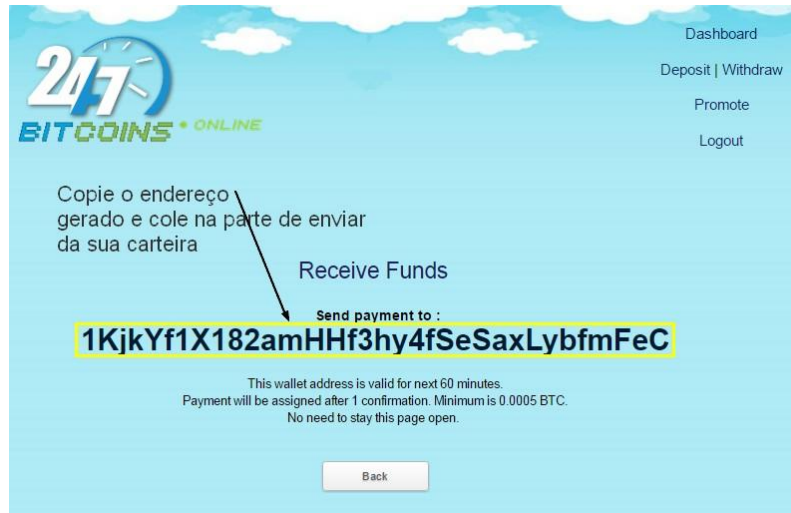 Dashboard
Deposit | Withdraw
Promote
Logout
24/7
BITCOINS • ONLINE
Copie o endereço
gerado e cole na parte de enviar
da sua carteira
Receive Funds
Send payment to :
1KjkYf1X182amHHf3hy4fSeSaxLybfmFeC
This wallet address is valid for next 60 minutes.
Payment will be assigned after 1 confirmation. Minimum is 0.0005 BTC.
No need to stay this page open.
Back